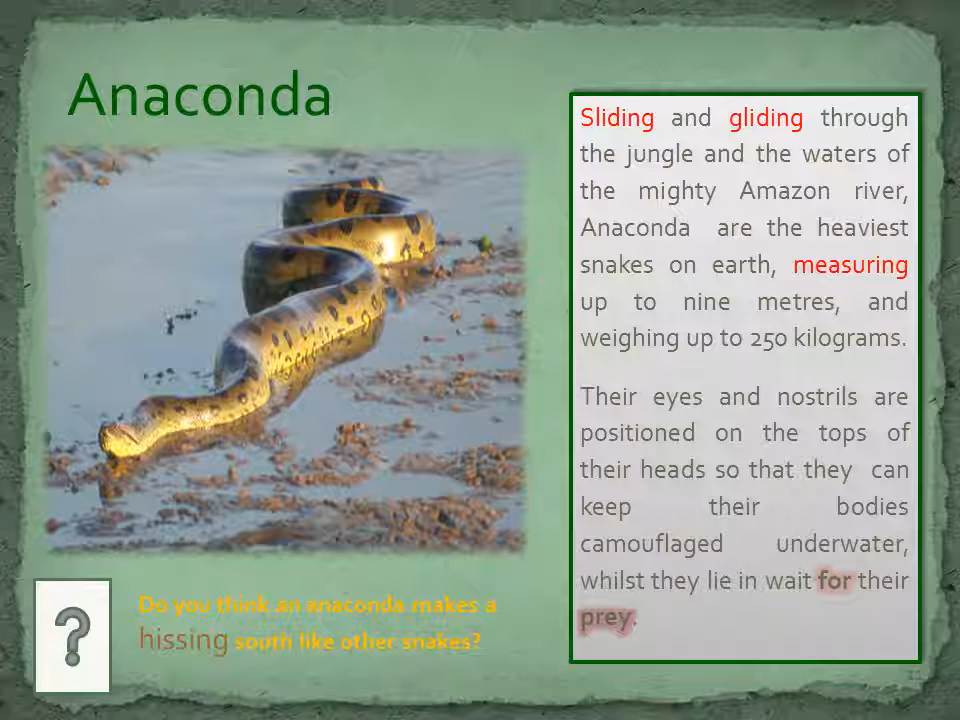 Anaconda
Sliding and gliding through
the jungle and the waters of
the mighty Amazon river,
Anaconda are the heaviest
snakes on earth, measuring
up to nine metres, and
weighing up to 250 kilograms.
Their eyes and nostrils are
positioned on the tops of
their heads so that they can
keep their bodies
camouflaged underwater,
whilst they lie in wait for their
prey.
?
Do you think an anaconda makes a
hissing south like other snakes?